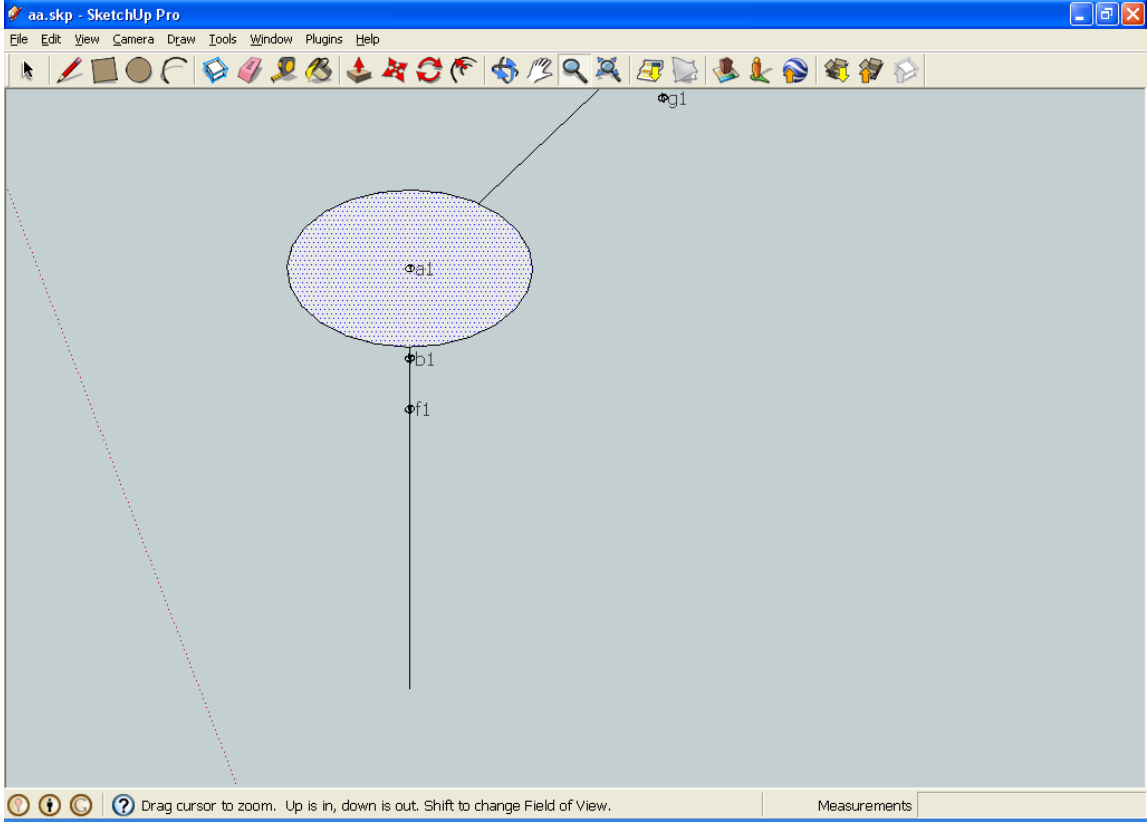 aa.skp - SketchUp Pro
File Edit View Camera Draw Tools Window Plugins Help
g1
a1
b1
f1
Drag cursor to zoom. Up is in, down is out. Shift to change Field of View. Measurements